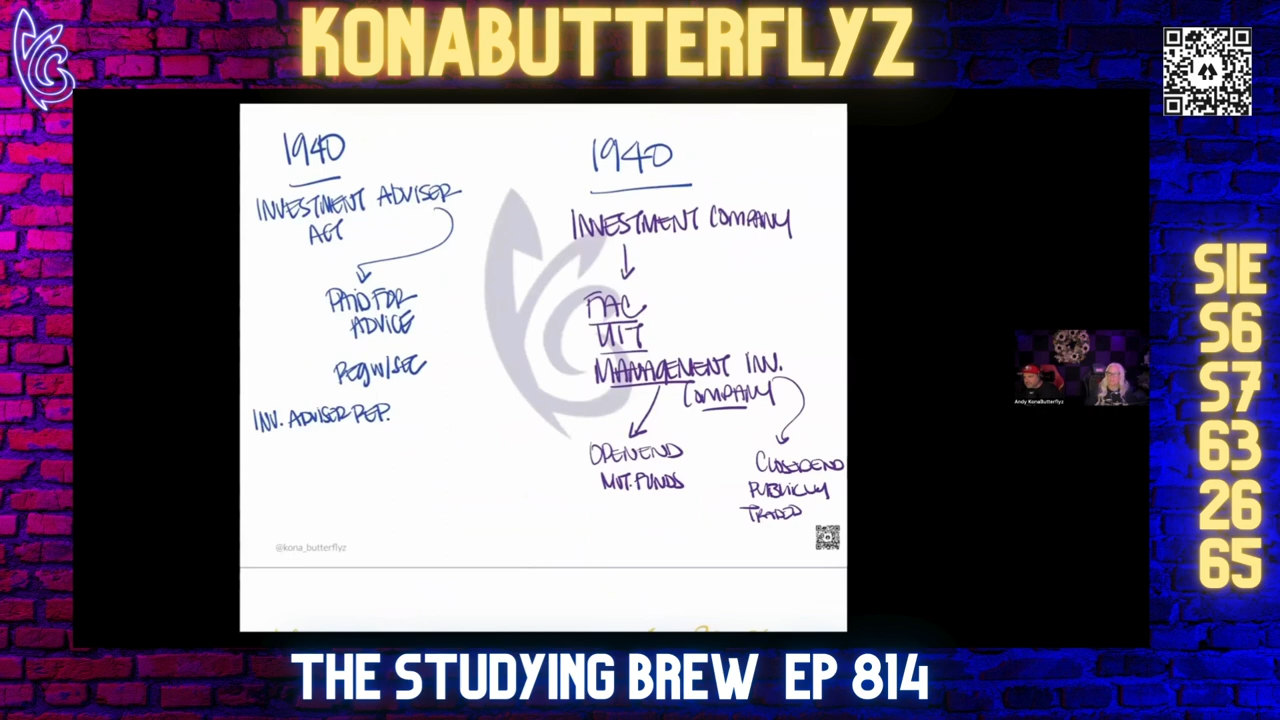 KONABUTTERFLYZ
1940
INVESTMENT ADVISER
ACT
PAID FOR
ADVICE
REG W/SEC
INV. ADVISER REP.
1940
INVESTMENT COMPANY
FAC
UIT
MANAGEMENT INV.
COMPANY
OPEN END
MUT. FUNDS
CLOSED END
PUBLICLY
TRADED
@kona_butterflyz
Andy KonaButterflyz
SIE
S6
S7
63
26
65
THE STUDYING BREW EP 814